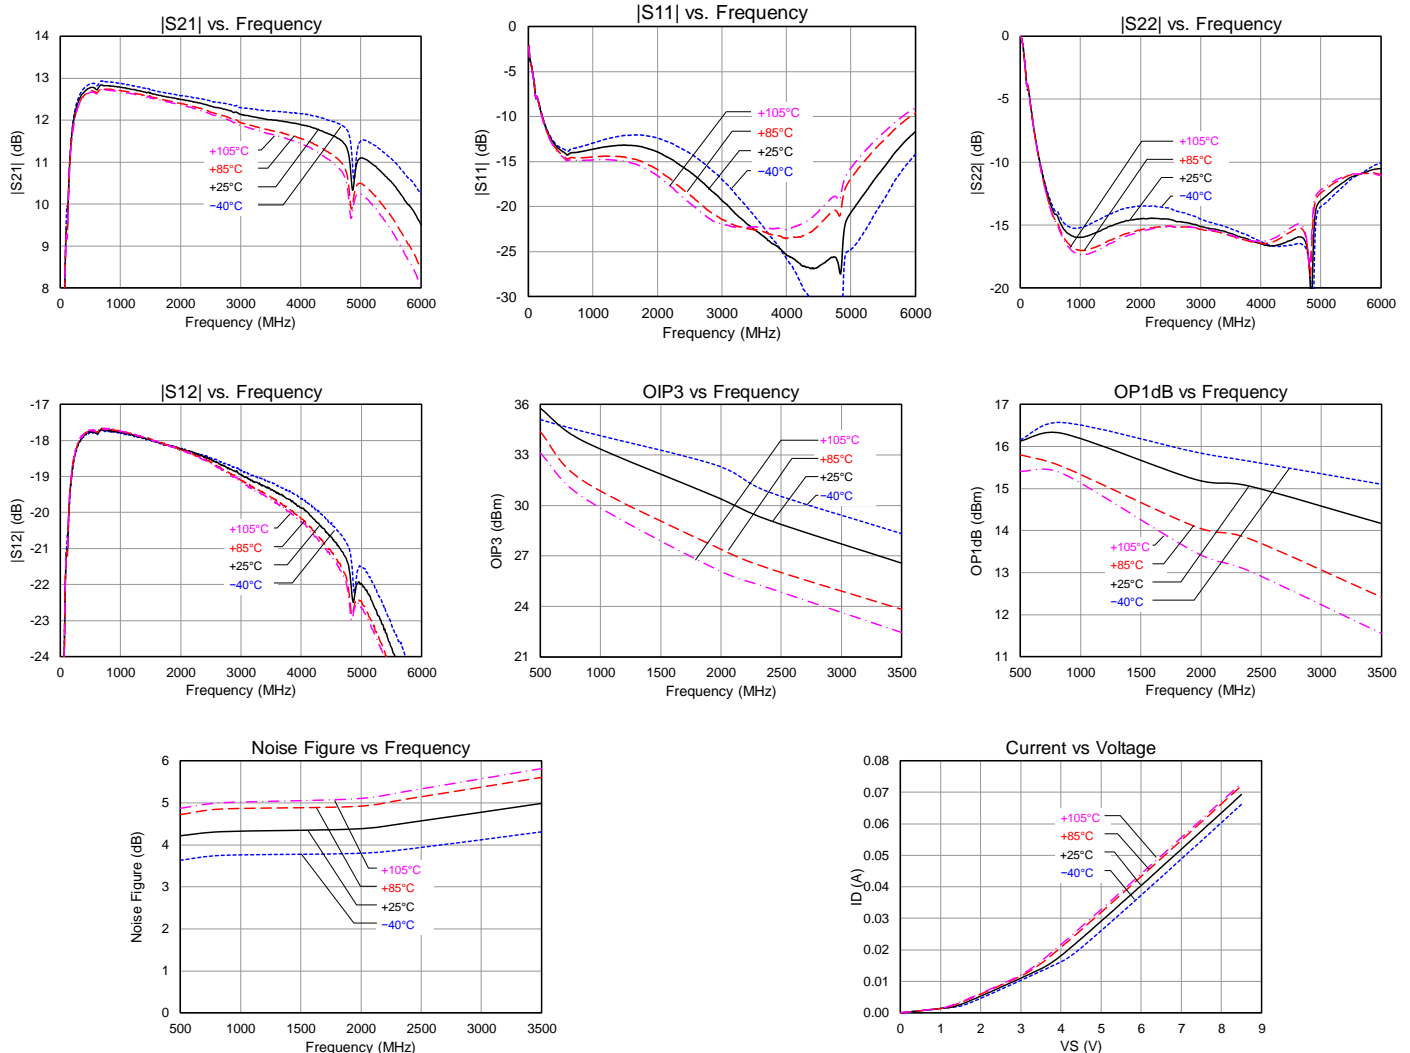 |S21| vs. Frequency
14
13
12
11
10
9
8
|S21| (dB)
+105°C
+85°C
+25°C
−40°C
0 1000 2000 3000 4000 5000 6000
Frequency (MHz)
|S11| vs. Frequency
0
-5
-10
-15
-20
-25
-30
|S11| (dB)
+105°C
+85°C
+25°C
−40°C
0 1000 2000 3000 4000 5000 6000
Frequency (MHz)
|S22| vs. Frequency
0
-5
-10
-15
-20
|S22| (dB)
+105°C
+85°C
+25°C
−40°C
0 1000 2000 3000 4000 5000 6000
Frequency (MHz)
|S12| vs. Frequency
-17
-18
-19
-20
-21
-22
-23
-24
|S12| (dB)
+105°C
+85°C
+25°C
−40°C
0 1000 2000 3000 4000 5000 6000
Frequency (MHz)
OIP3 vs Frequency
36
33
30
27
24
21
OIP3 (dBm)
+105°C
+85°C
+25°C
−40°C
500 1000 1500 2000 2500 3000 3500
Frequency (MHz)
OP1dB vs Frequency
17
16
15
14
13
12
11
OP1dB (dBm)
+105°C
+85°C
+25°C
−40°C
500 1000 1500 2000 2500 3000 3500
Frequency (MHz)
Noise Figure vs Frequency
6
5
4
3
2
1
0
Noise Figure (dB)
+105°C
+85°C
+25°C
−40°C
500 1000 1500 2000 2500 3000 3500
Frequency (MHz)
Current vs Voltage
0.08
0.07
0.06
0.05
0.04
0.03
0.02
0.01
0.00
ID (A)
+105°C
+85°C
+25°C
−40°C
0 1 2 3 4 5 6 7 8 9
VS (V)